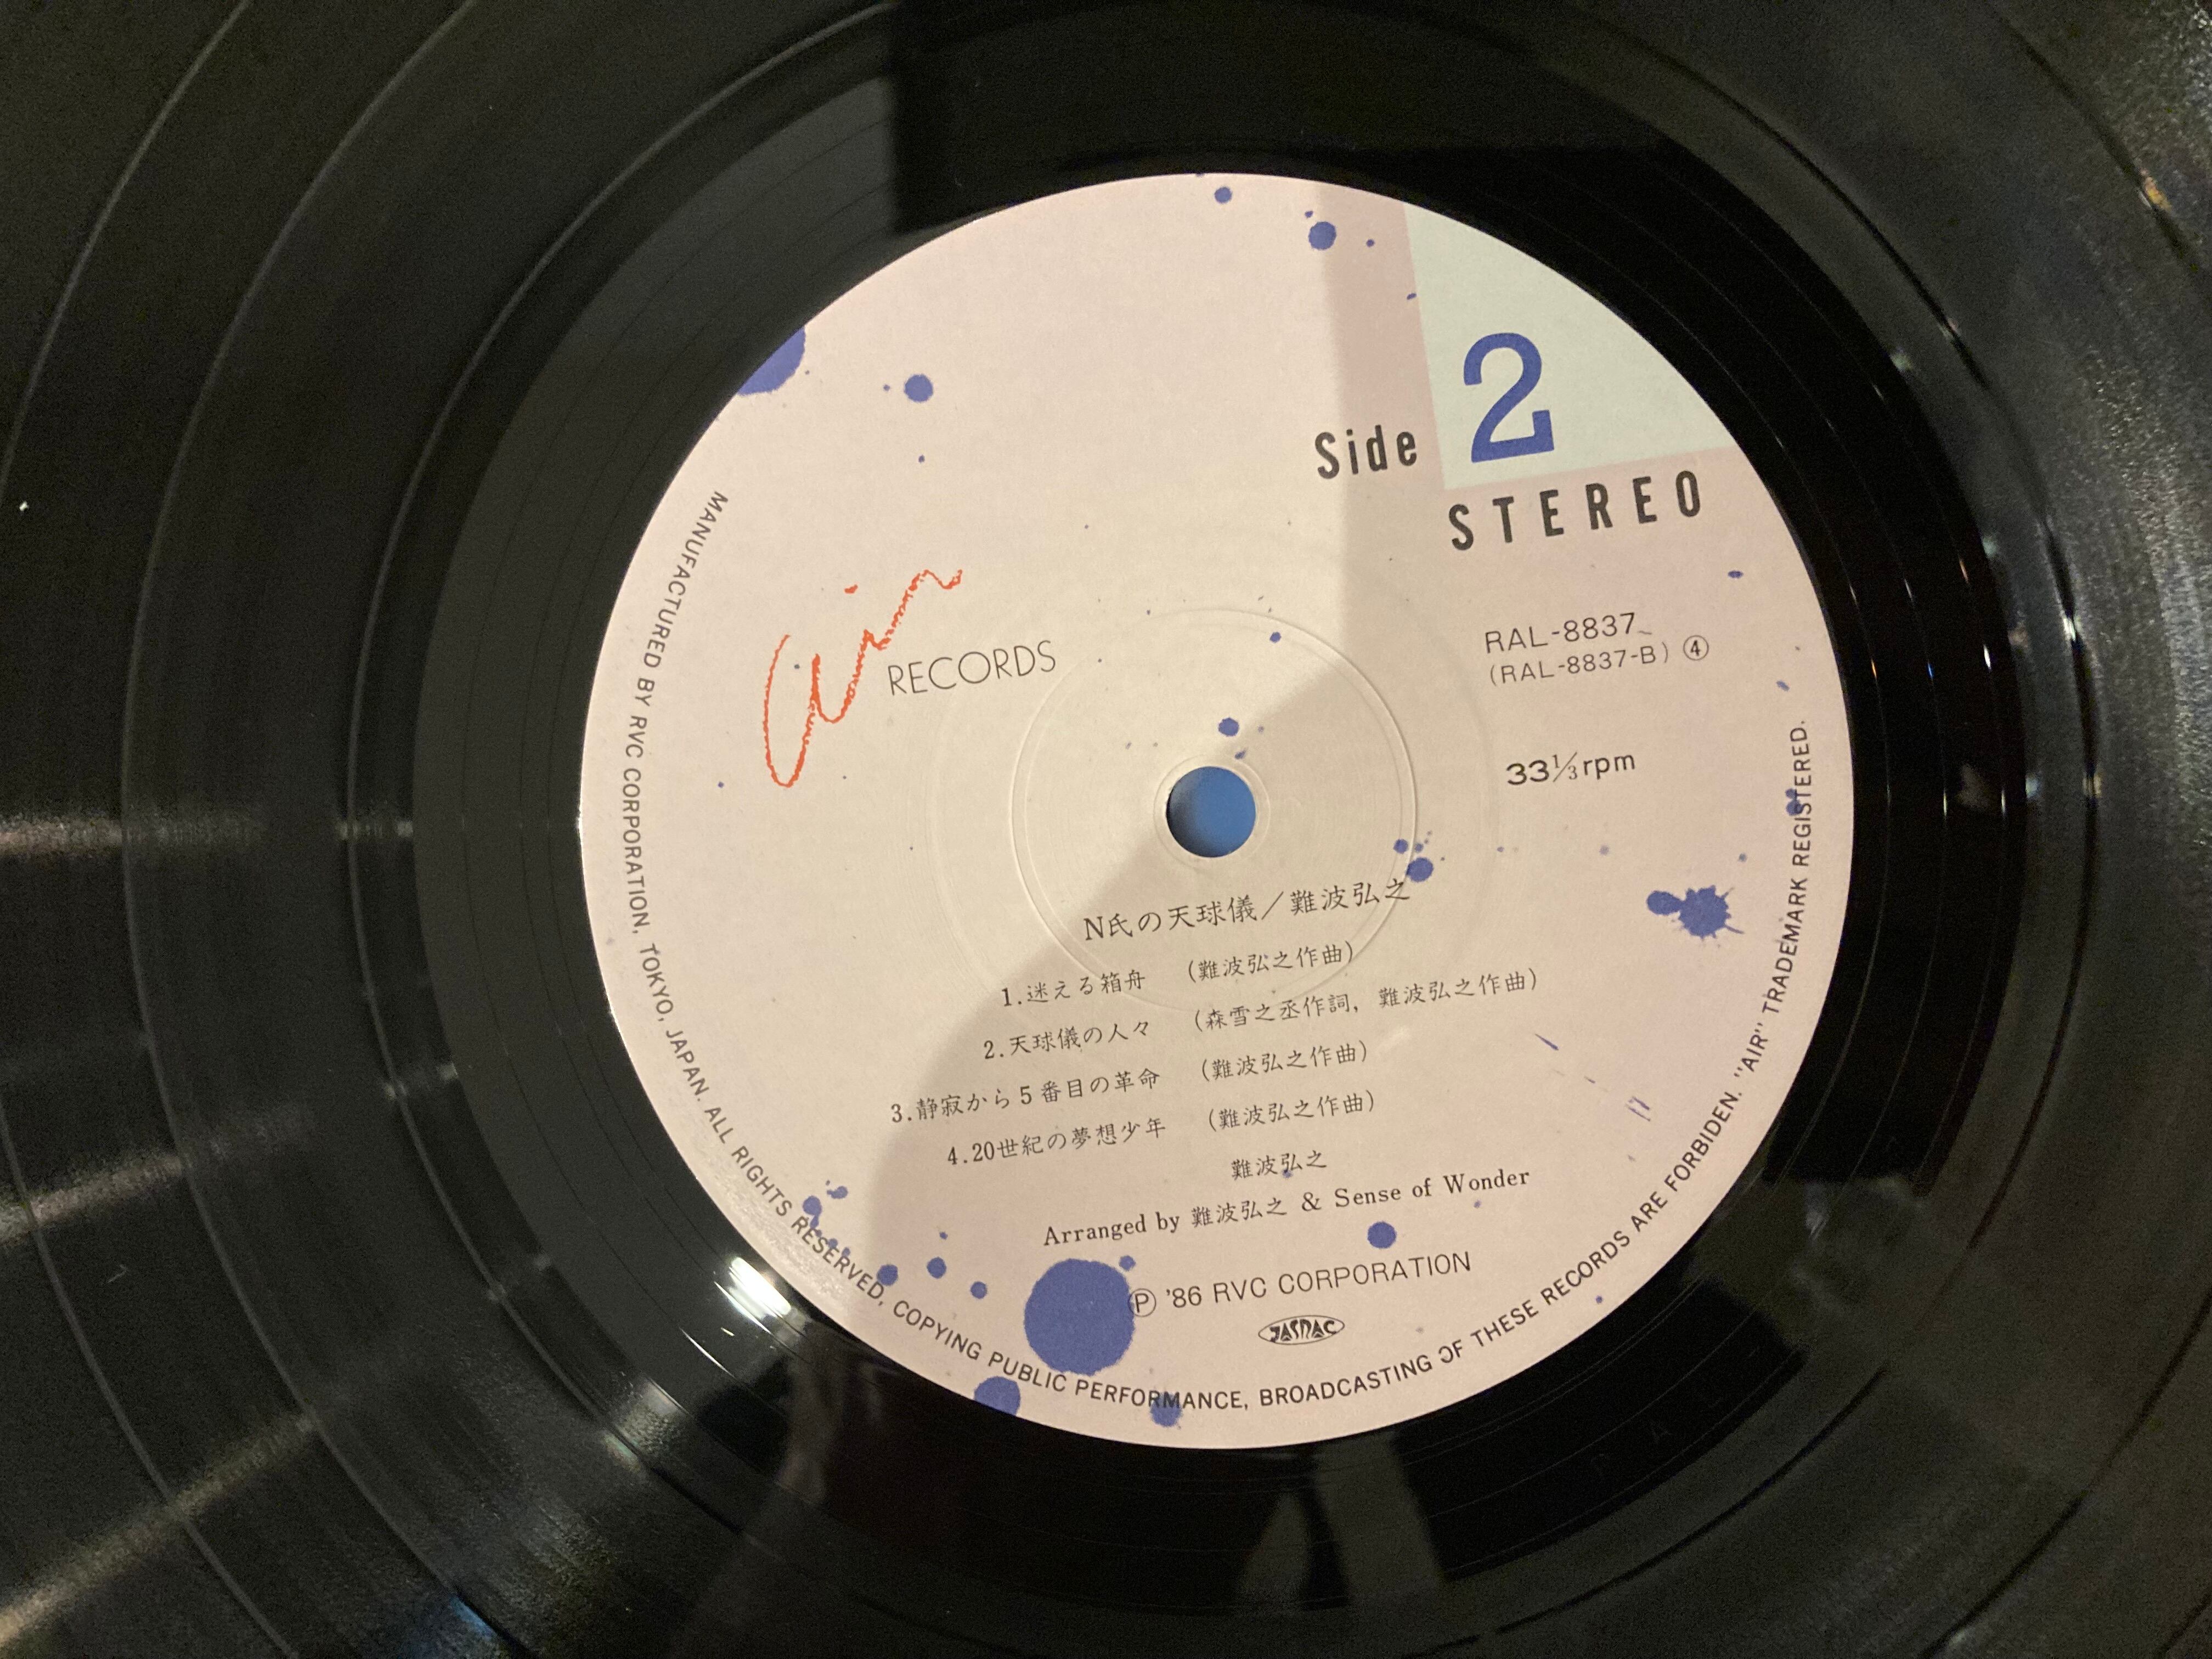 Side 2
STEREO
Air RECORDS
RAL-8837
(RAL-8837-B) ④
33⅓rpm
N氏の天球儀／難波弘之
1.迷える箱舟 (難波弘之作曲)
2.天球儀の人々 (森雪之丞作詞, 難波弘之作曲)
3.静寂から5番目の革命 (難波弘之作曲)
4.20世紀の夢想少年 (難波弘之作曲)
難波弘之
Arranged by 難波弘之 & Sense of Wonder
Ⓟ '86 RVC CORPORATION
JASRAC
MANUFACTURED BY RVC CORPORATION, TOKYO, JAPAN. ALL RIGHTS RESERVED, COPYING PUBLIC PERFORMANCE, BROADCASTING OF THESE RECORDS ARE FORBIDEN. "AIR" TRADEMARK REGISTERED.